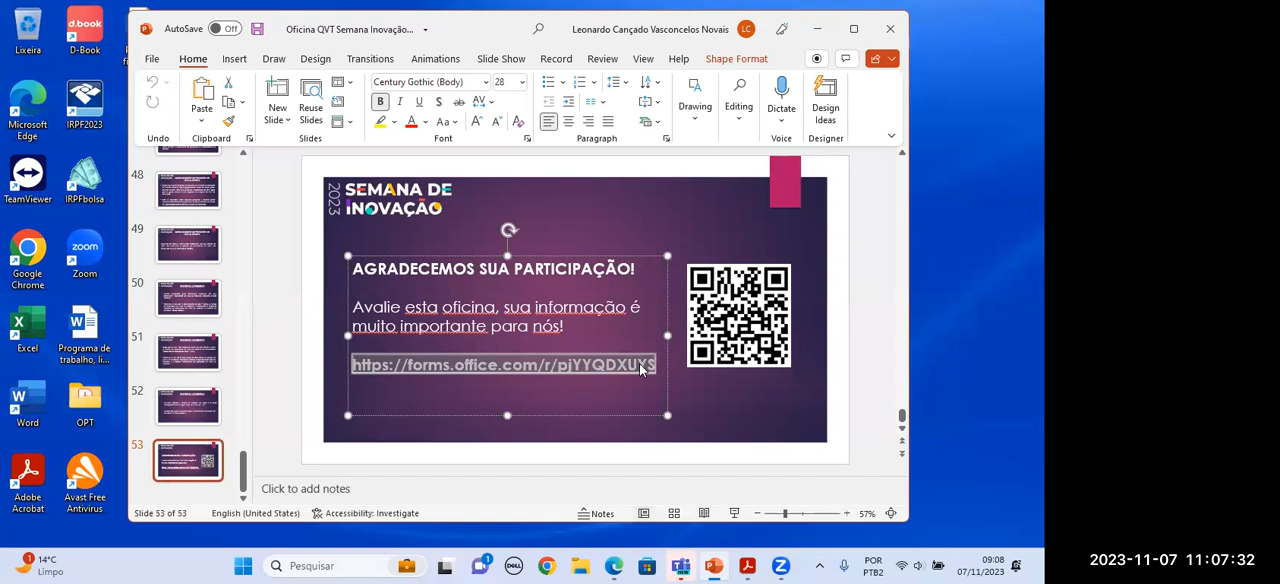 AutoSave
Off
Oficina QVT Semana Inovação...
Leonardo Cançado Vasconcelos Novais
LC
File
Home
Insert
Draw
Design
Transitions
Animations
Slide Show
Record
Review
View
Help
Shape Format
Paste
New
Slide
Reuse
Slides
Century Gothic (Body)
28
Drawing
Editing
Dictate
Design
Ideas
Undo
Clipboard
Slides
Font
Paragraph
Voice
Designer
48
49
50
51
52
53
2023
SEMANA DE
INOVAÇÃO
AGRADECEMOS SUA PARTICIPAÇÃO!
Avalie esta oficina, sua informação é
muito importante para nós!
https://forms.office.com/r/pjYYQDXUYS
Click to add notes
Slide 53 of 53
English (United States)
Accessibility: Investigate
Notes
57%
Lixeira
D-Book
Microsoft
Edge
IRPF2023
TeamViewer
IRPFbolsa
Google
Chrome
Zoom
Excel
Programa de
trabalho, li...
Word
OPT
Adobe
Acrobat
Avast Free
Antivirus
14°C
Limpo
Pesquisar
POR
PTB2
09:08
07/11/2023
2023-11-07 11:07:32